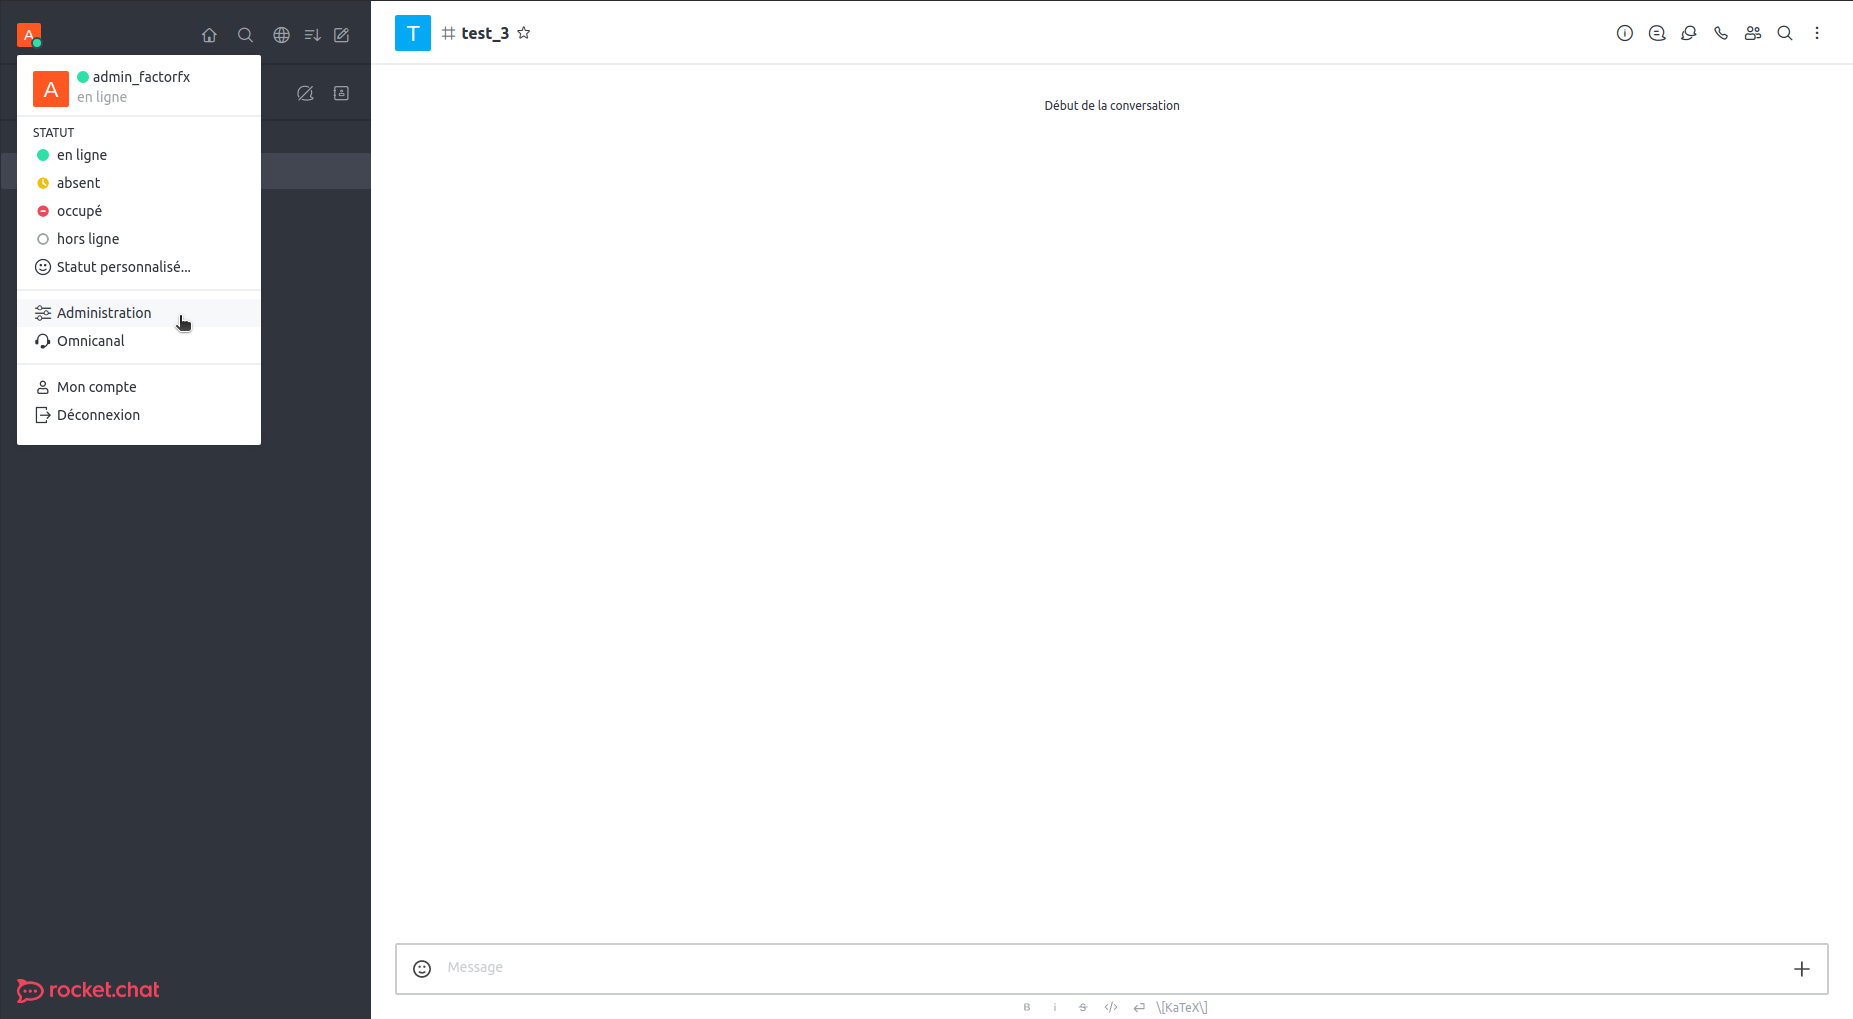 A
A
admin_factorfx
en ligne
STATUT
en ligne
absent
occupé
hors ligne
Statut personnalisé...
Administration
Omnicanal
Mon compte
Déconnexion
rocket.chat
T
test_3
Début de la conversation
Message
B i S </> \[KaTeX\]